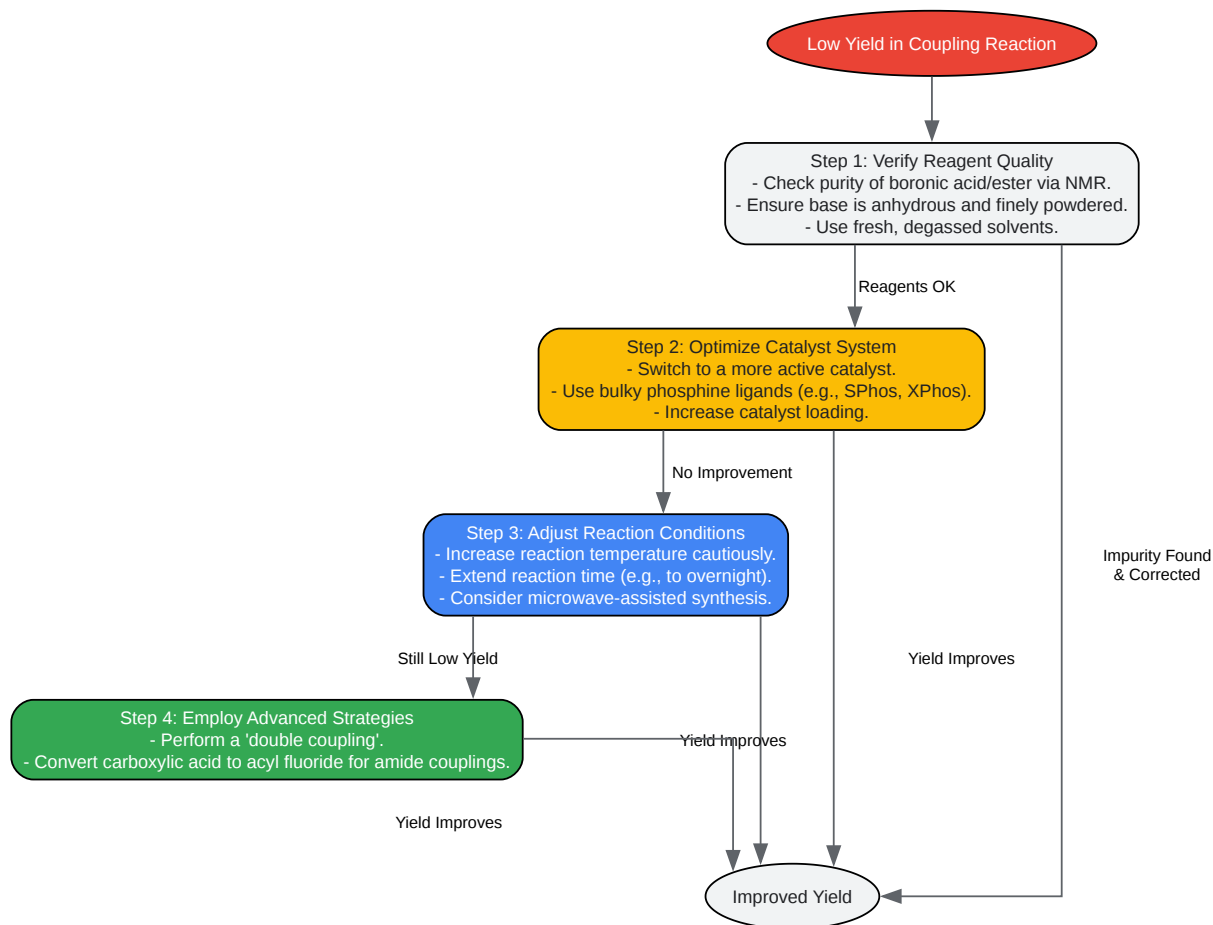 Low Yield in Coupling Reaction
Step 1: Verify Reagent Quality
- Check purity of boronic acid/ester via NMR.
- Ensure base is anhydrous and finely powdered.
- Use fresh, degassed solvents.
Reagents OK
Step 2: Optimize Catalyst System
- Switch to a more active catalyst.
- Use bulky phosphine ligands (e.g., SPhos, XPhos).
- Increase catalyst loading.
No Improvement
Step 3: Adjust Reaction Conditions
- Increase reaction temperature cautiously.
- Extend reaction time (e.g., to overnight).
- Consider microwave-assisted synthesis.
Impurity Found
& Corrected
Still Low Yield
Yield Improves
Step 4: Employ Advanced Strategies
- Perform a 'double coupling'.
- Convert carboxylic acid to acyl fluoride for amide couplings.
Yield Improves
Yield Improves
Improved Yield